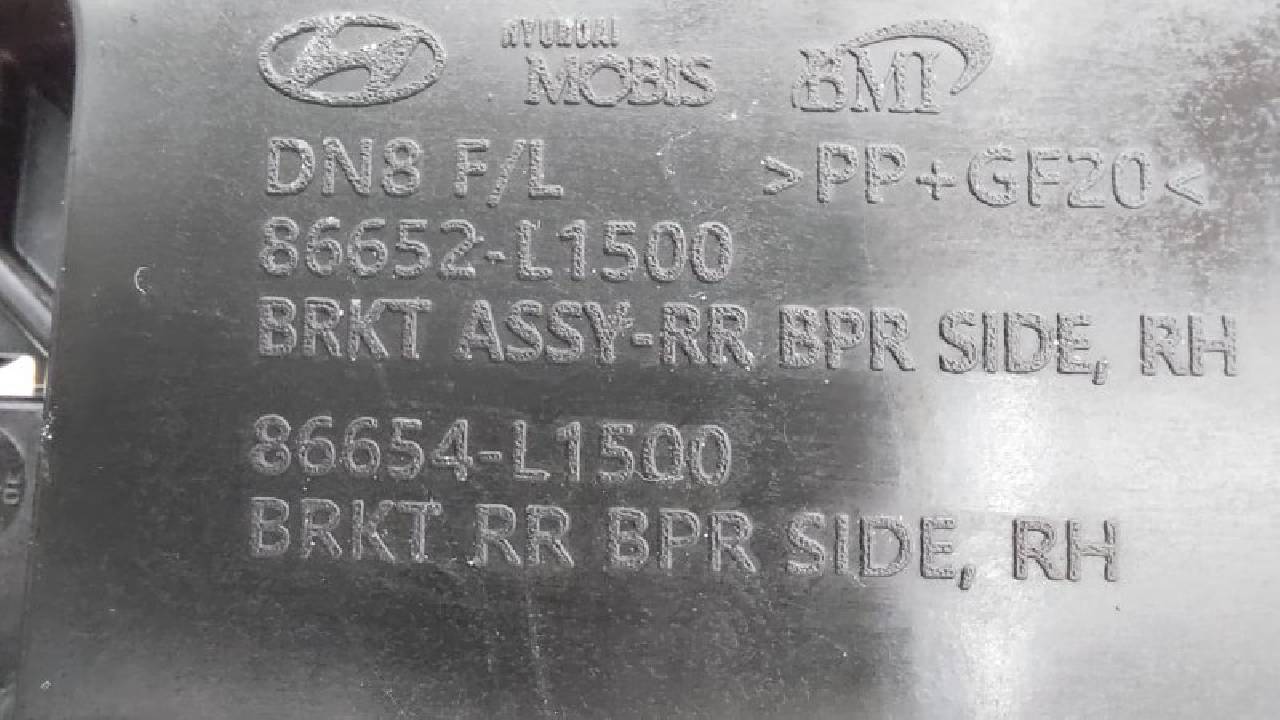 HYUNDAI
MOBIS
BMI
DN8 F/L >PP+GF20<
86652-L1500
BRKT ASSY-RR BPR SIDE, RH
86654-L1500
BRKT RR BPR SIDE, RH